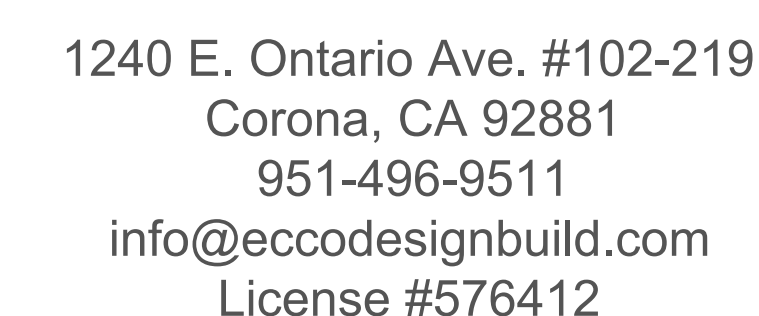 1240 E. Ontario Ave. #102-219
Corona, CA 92881
951-496-9511
info@eccodesignbuild.com
License #576412